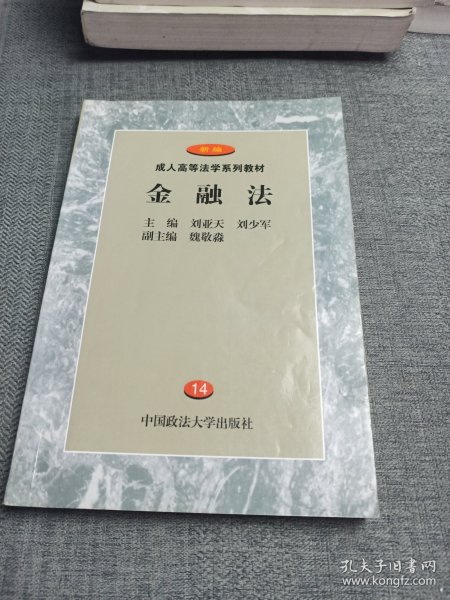 新编
成人高等法学系列教材
金融法
主编 刘亚天 刘少军
副主编 魏敬淼
14
中国政法大学出版社
孔夫子旧书网
www.kongfz.com